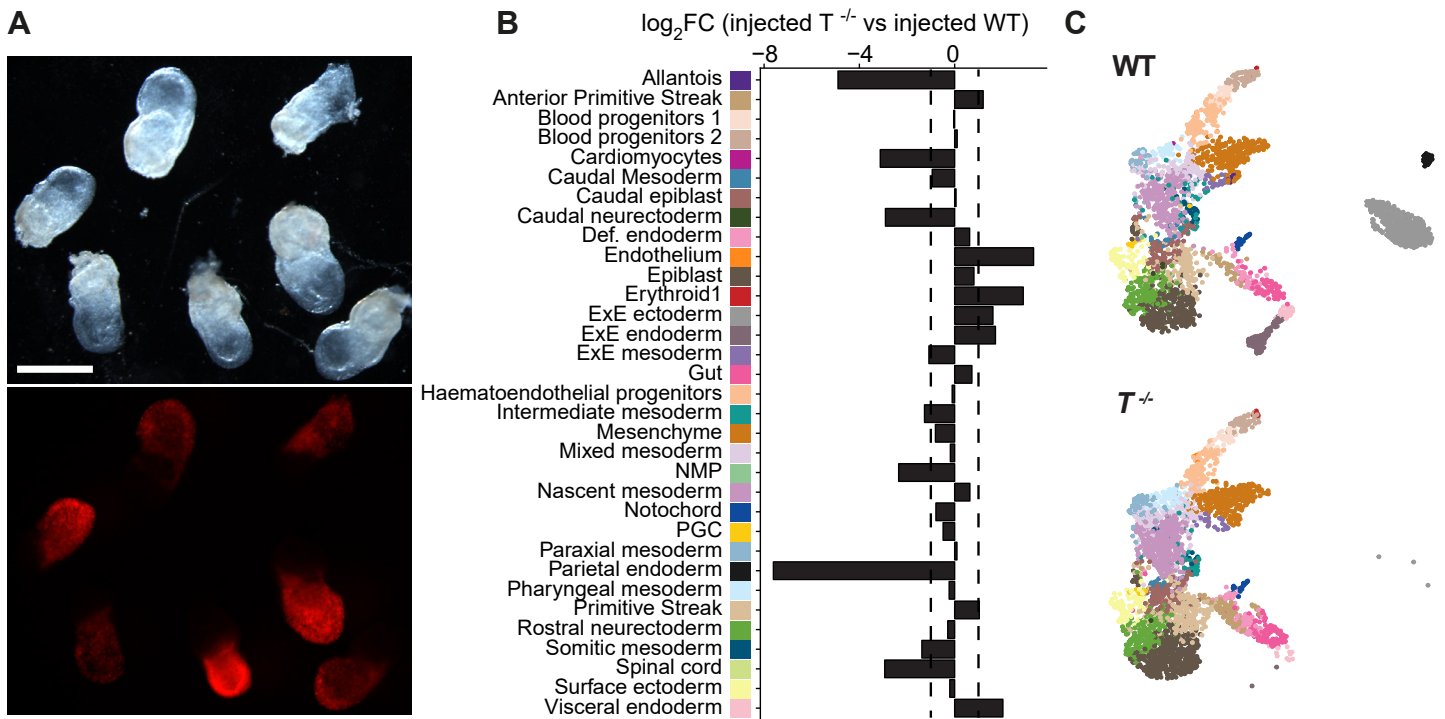 A
B
log2FC (injected T -/- vs injected WT)
C
−8
−4
0
WT
Allantois
Anterior Primitive Streak
Blood progenitors 1
Blood progenitors 2
Cardiomyocytes
Caudal Mesoderm
Caudal epiblast
Caudal neurectoderm
Def. endoderm
Endothelium
Epiblast
Erythroid1
ExE ectoderm
ExE endoderm
ExE mesoderm
Gut
Haematoendothelial progenitors
Intermediate mesoderm
Mesenchyme
Mixed mesoderm
NMP
Nascent mesoderm
Notochord
PGC
Paraxial mesoderm
Parietal endoderm
Pharyngeal mesoderm
Primitive Streak
Rostral neurectoderm
Somitic mesoderm
Spinal cord
Surface ectoderm
Visceral endoderm
T -/-